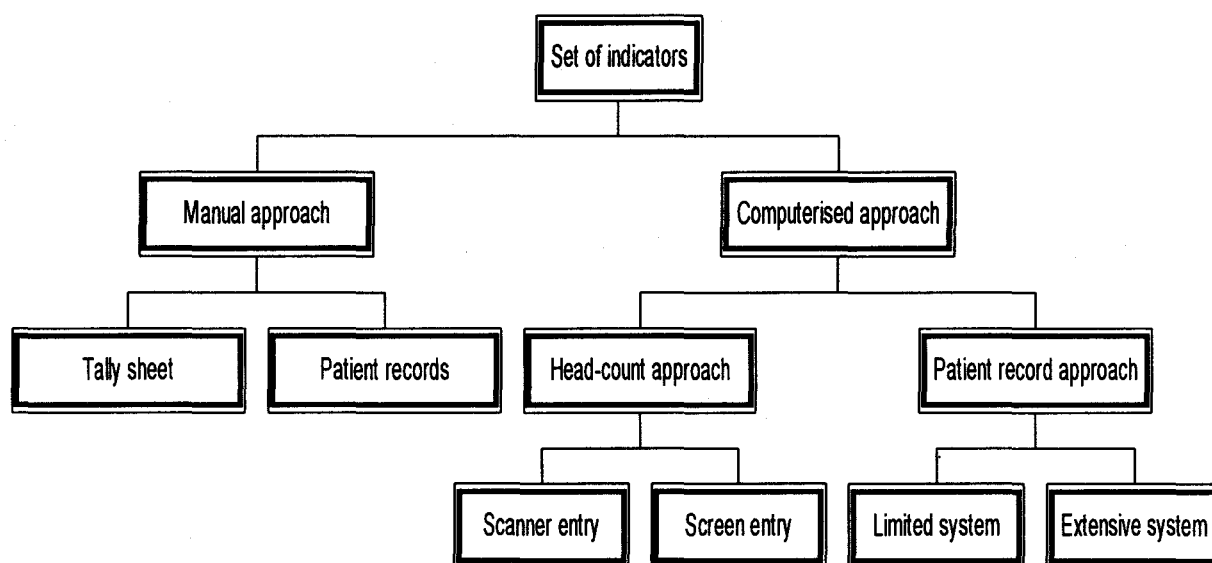 Set of indicators
Manual approach
Computerised approach
Tally sheet
Patient records
Head-count approach
Patient record approach
Scanner entry
Screen entry
Limited system
Extensive system